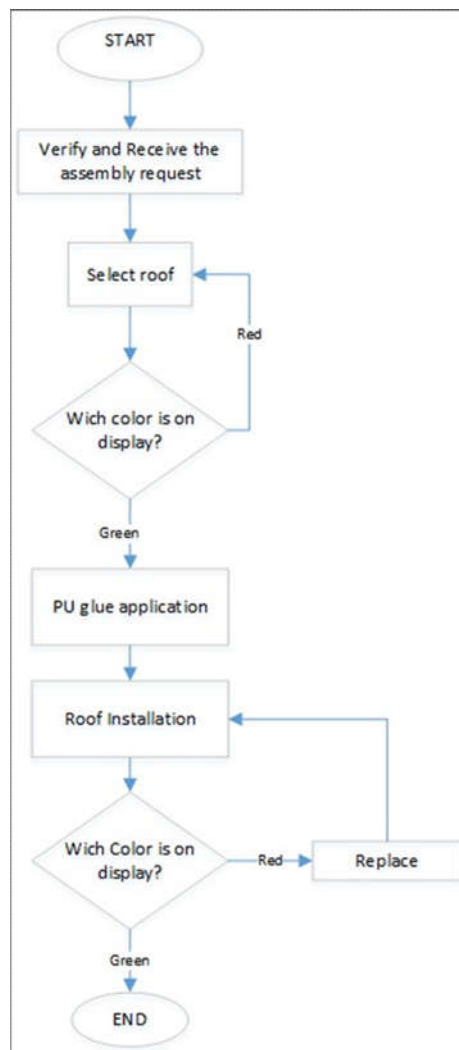 START
Verify and Receive the
assembly request
Select roof
Red
Wich color is on
display?
Green
PU glue application
Roof Installation
Wich Color is on
display?
Red
Replace
Green
END